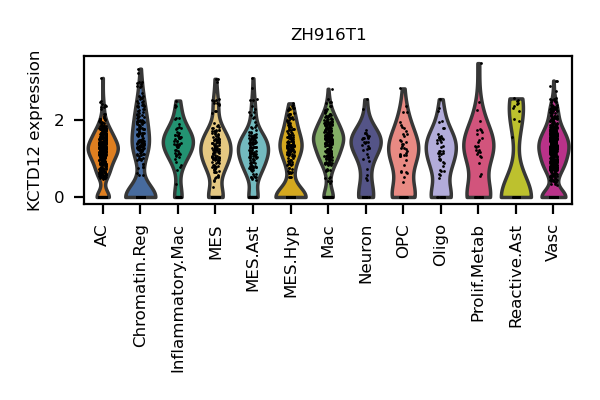 ZH916T1
KCTD12 expression
2
0
AC
Chromatin.Reg
Inflammatory.Mac
MES
MES.Ast
MES.Hyp
Mac
Neuron
OPC
Oligo
Prolif.Metab
Reactive.Ast
Vasc